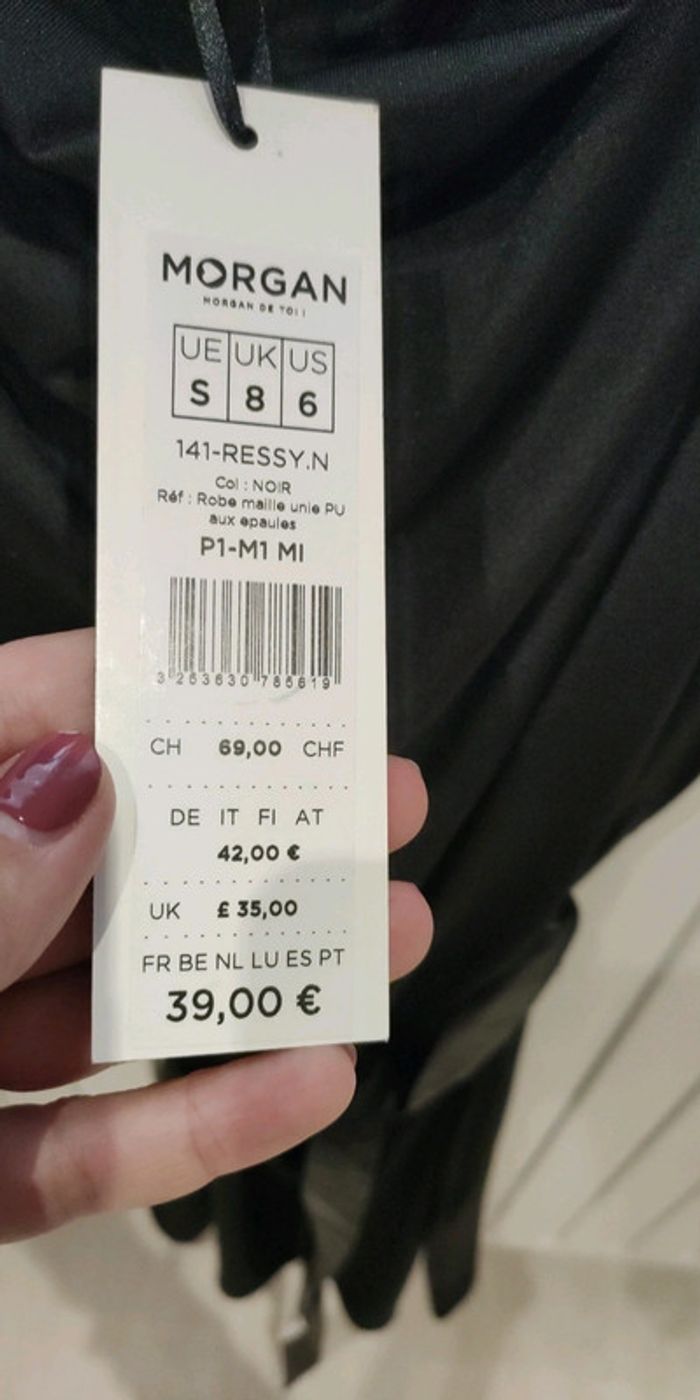 MORGAN
MORGAN DE TOI !
UE UK US
S 8 6
141-RESSY.N
Col : NOIR
Réf : Robe maille unie PU
aux epaules
P1-M1 MI
3 253630 785619
CH 69,00 CHF
DE IT FI AT
42,00 €
UK £ 35,00
FR BE NL LU ES PT
39,00 €